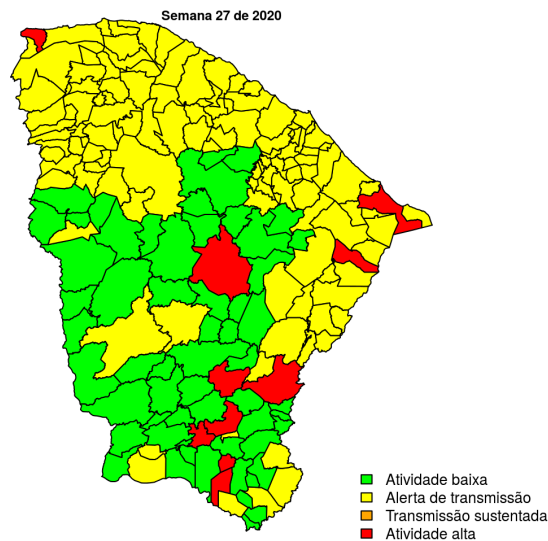 Semana 27 de 2020
Atividade baixa
Alerta de transmissão
Transmissão sustentada
Atividade alta